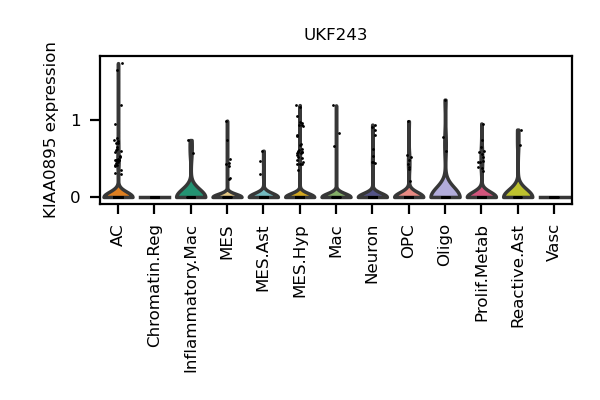 UKF243
KIAA0895 expression
1
0
AC
Chromatin.Reg
Inflammatory.Mac
MES
MES.Ast
MES.Hyp
Mac
Neuron
OPC
Oligo
Prolif.Metab
Reactive.Ast
Vasc